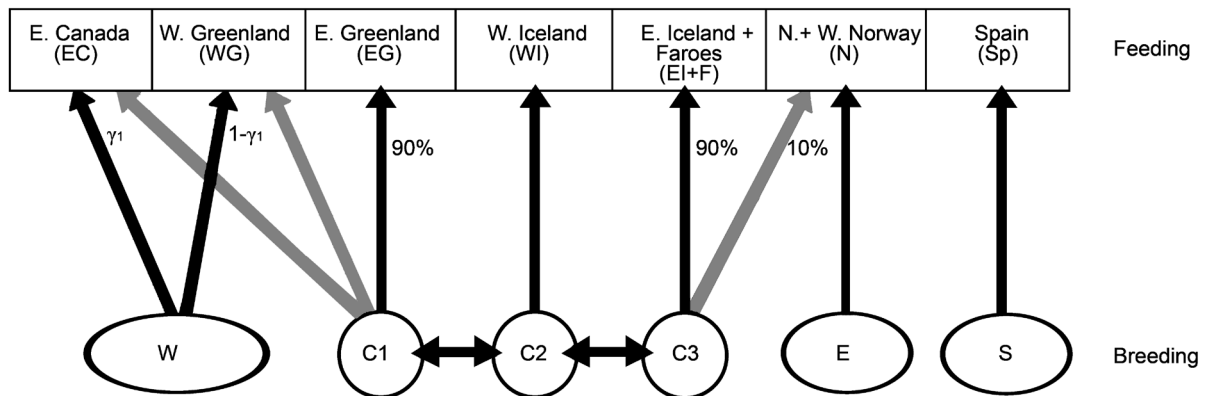 E. Canada
(EC)
W. Greenland
(WG)
E. Greenland
(EG)
W. Iceland
(WI)
E. Iceland +
Faroes
(EI+F)
N.+ W. Norway
(N)
Spain
(Sp)
Feeding
γ1
1-γ1
90%
90%
10%
W
C1
C2
C3
E
S
Breeding